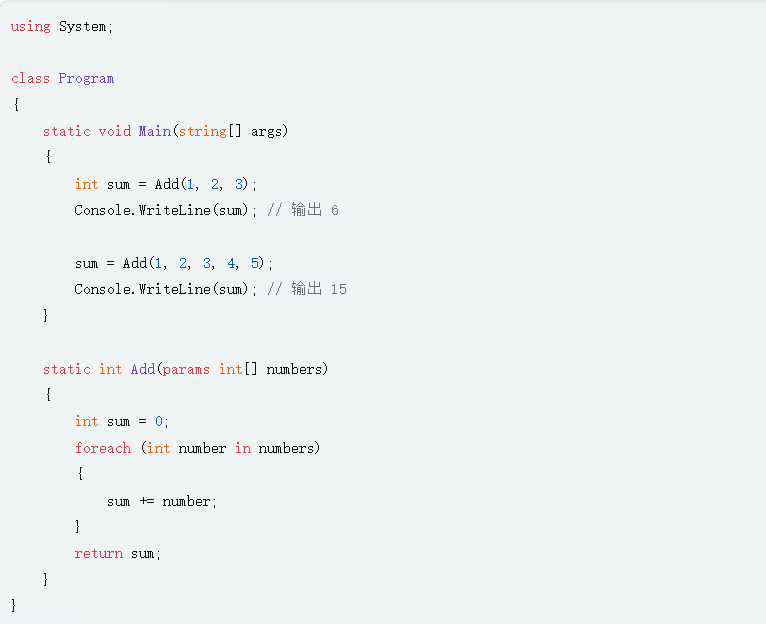 using System;
class Program
{
    static void Main(string[] args)
    {
        int sum = Add(1, 2, 3);
        Console.WriteLine(sum); // 输出 6
        sum = Add(1, 2, 3, 4, 5);
        Console.WriteLine(sum); // 输出 15
    }
    static int Add(params int[] numbers)
    {
        int sum = 0;
        foreach (int number in numbers)
        {
            sum += number;
        }
        return sum;
    }
}